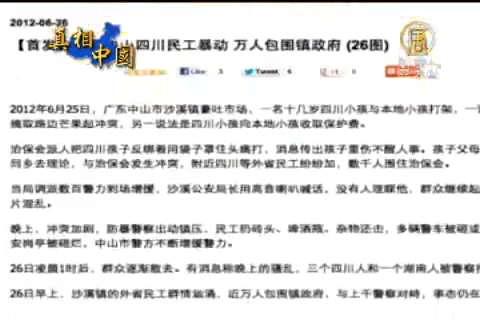 2012-06-26
【首发
山四川民工暴动 万人包围镇政府 (26图)
真相
中國
Like 3 Tweet 6 +1
2012年6月25日，广东中山市沙溪镇豪吐市场，一名十几岁四川小孩与本地小孩打架，一
摘取路边芒果起冲突，另一说法是四川小孩向本地小孩收取保护费。
治保会派人把四川孩子反绑着用袋子罩住头痛打，消息传出孩子重伤不醒人事。孩子父母
回乡去理论，与治保会发生冲突，附近四川等外省民工纷纷加，数千人围住治保会。
当局调派数百警力到场增援，沙溪公安局长用高音喇叭喊话，没有人理睬他，群众继续起
片混乱。
晚上，冲突加剧，防暴警察出动镇压，民工扔砖头、啤酒瓶、杂物还击，多辆警车被砸或
安岗亭被砸烂，中山市警方不断增援警力。
26日凌晨1时后，群众逐渐散去。有消息称晚上的骚乱，三个四川人和一个湖南人被警察
26日早上，沙溪镇的外省民工群情汹涌，近万人包围镇政府，与上千警察对峙，事态仍在